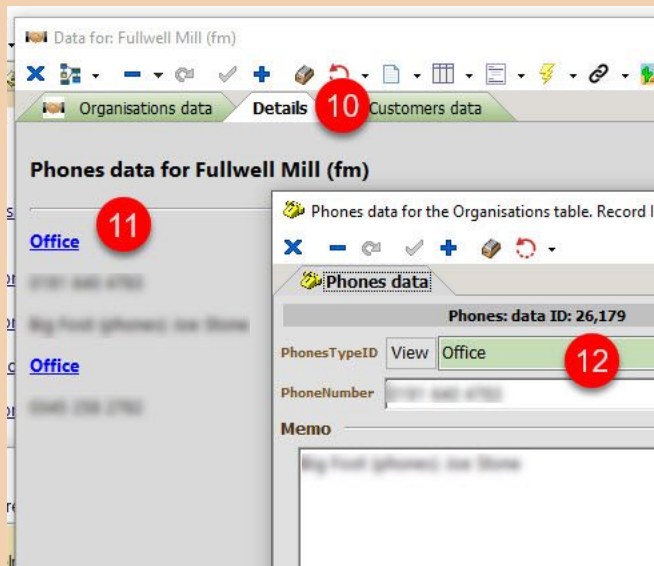 Data for: Fullwell Mill (fm)
Organisations data
Details
10
Customers data
Phones data for Fullwell Mill (fm)
11
Office
Office
Phones data for the Organisations table. Record
Phones data
Phones: data ID: 26,179
PhonesTypeID
View
Office
12
PhoneNumber
Memo